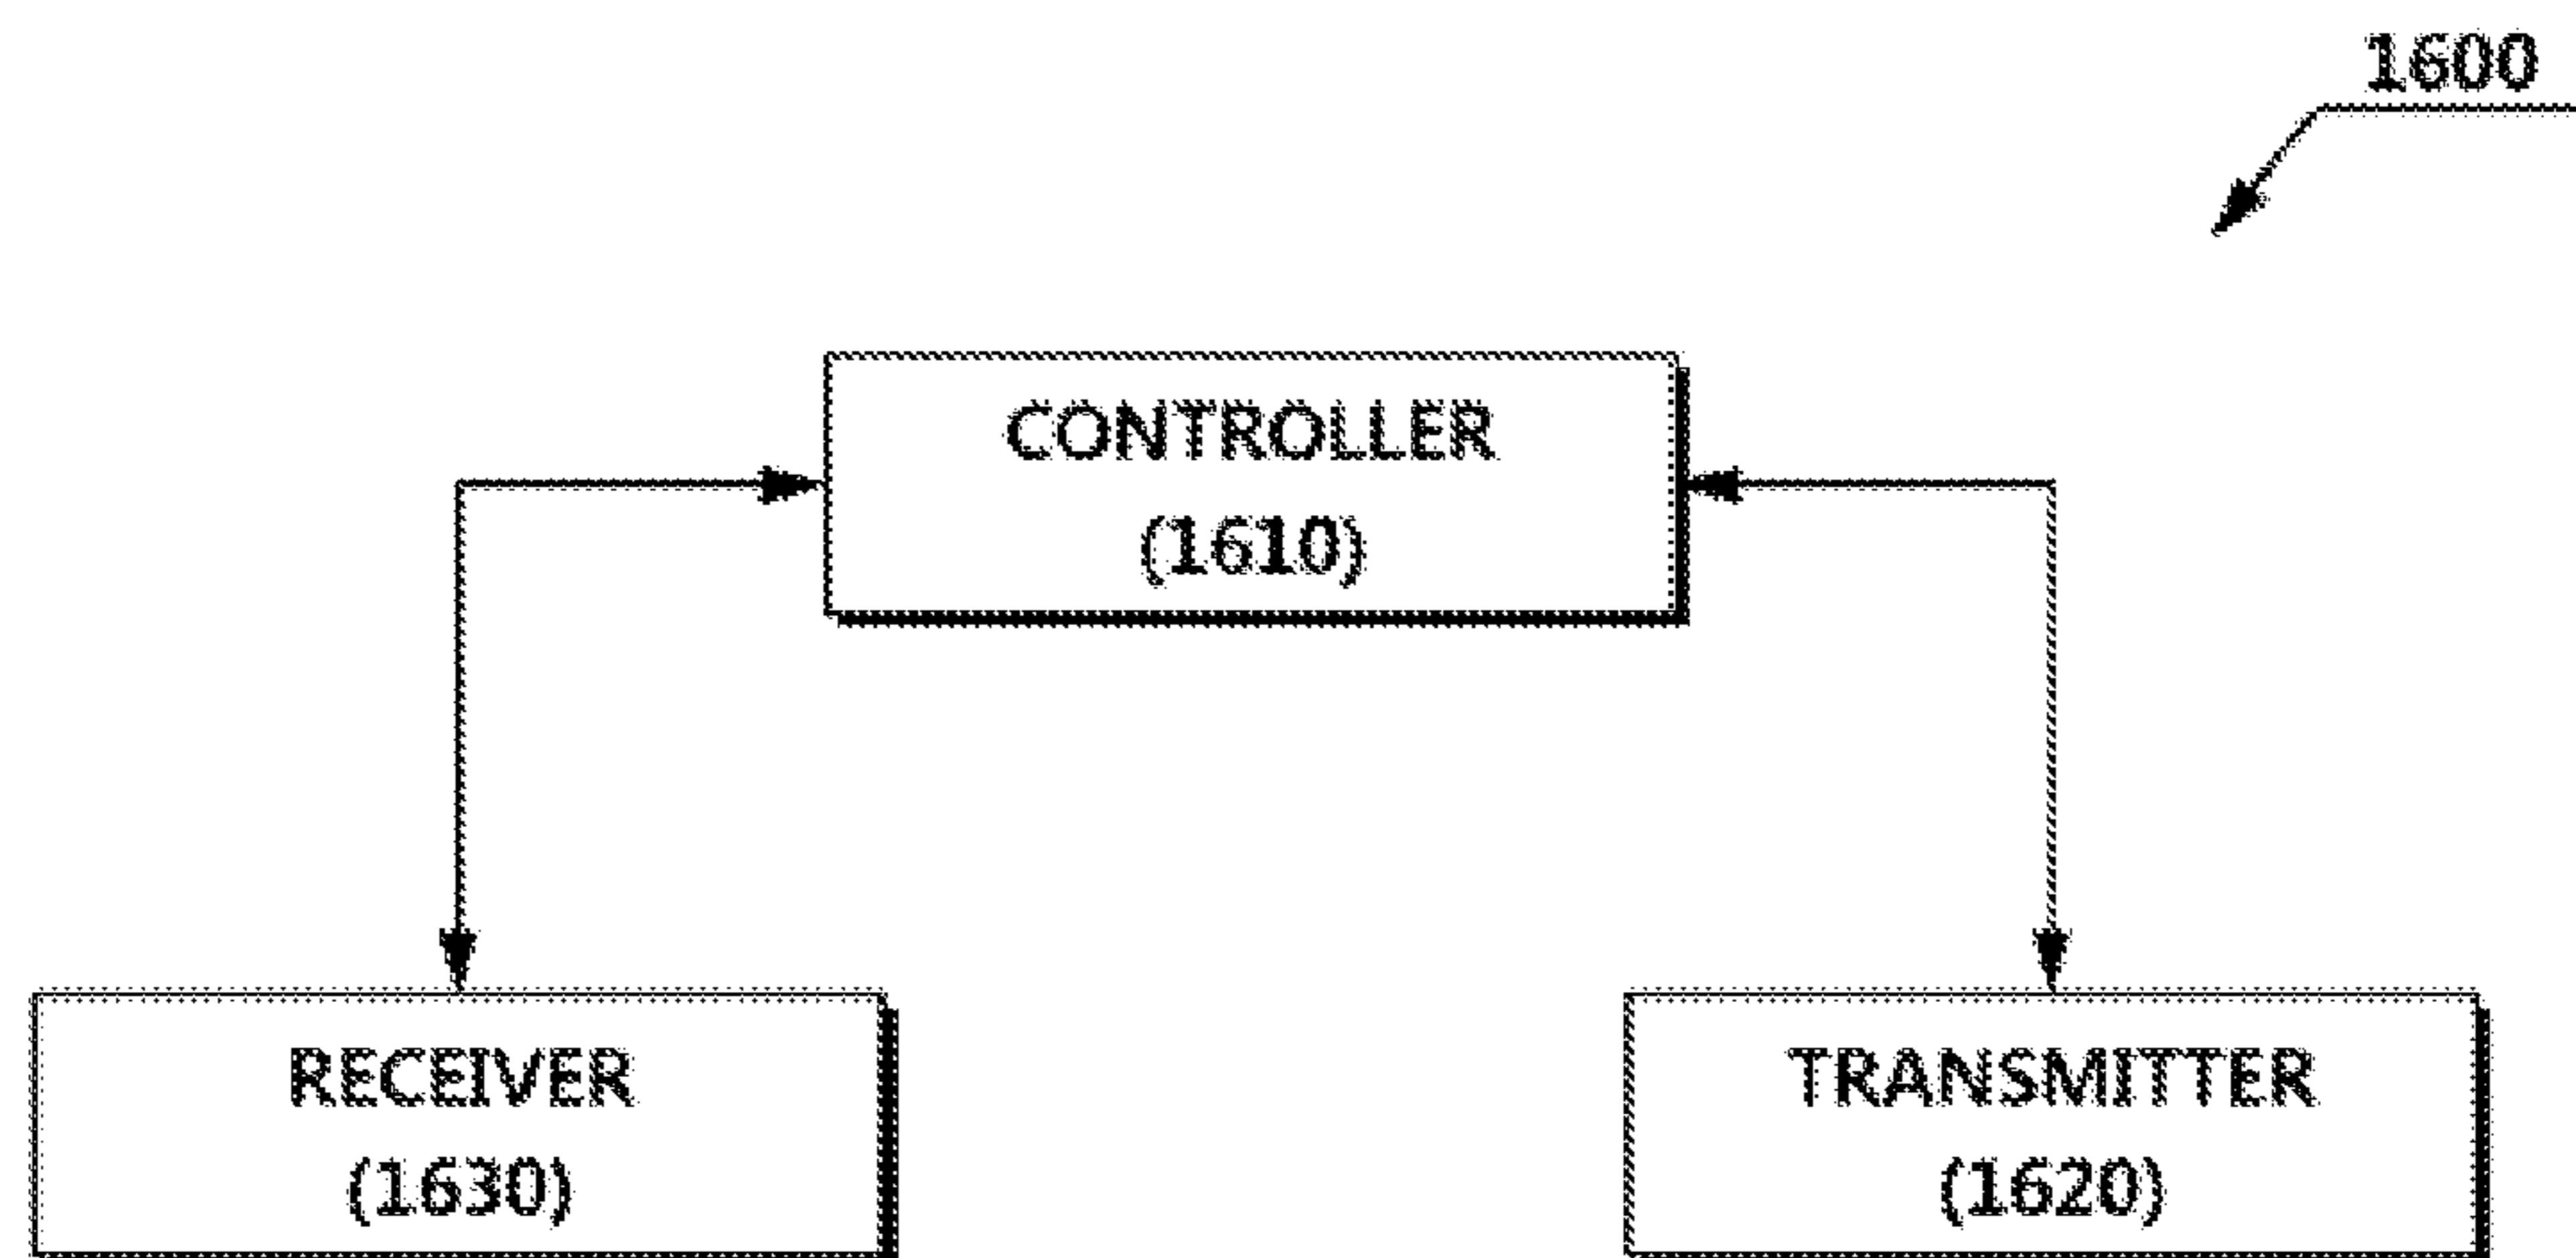 1600
CONTROLLER
(1610)
RECEIVER
(1630)
TRANSMITTER
(1620)